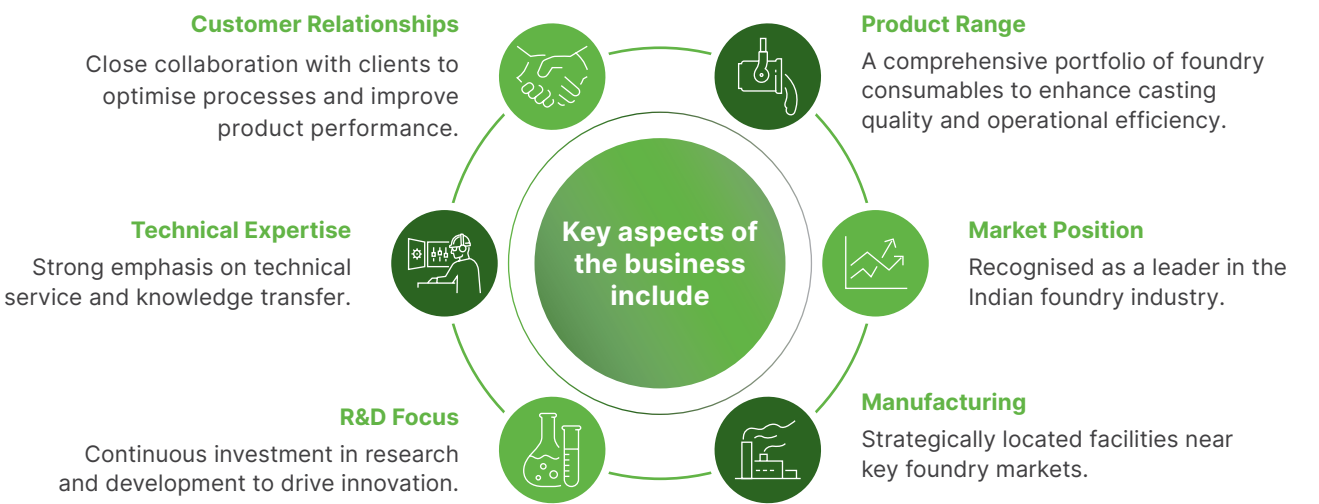 Customer Relationships
Close collaboration with clients to
optimise processes and improve
product performance.
Product Range
A comprehensive portfolio of foundry
consumables to enhance casting
quality and operational efficiency.
Technical Expertise
Strong emphasis on technical
service and knowledge transfer.
Key aspects of
the business
include
Market Position
Recognised as a leader in the
Indian foundry industry.
R&D Focus
Continuous investment in research
and development to drive innovation.
Manufacturing
Strategically located facilities near
key foundry markets.